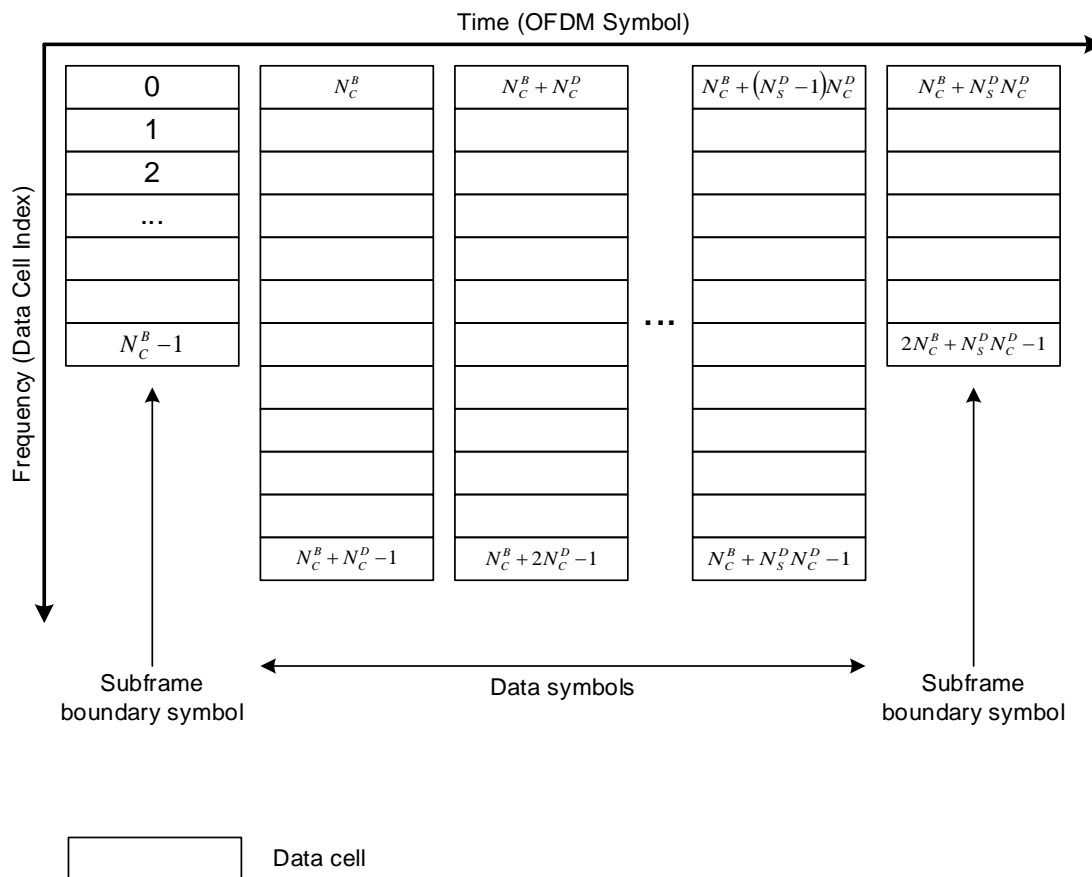 Time (OFDM Symbol)
Frequency (Data Cell Index)
0
1
2
...
$N_C^B - 1$
$N_C^B$
$N_C^B + N_C^D - 1$
$N_C^B + N_C^D$
$N_C^B + 2N_C^D - 1$
...
$N_C^B + (N_S^D - 1)N_C^D$
$N_C^B + N_S^D N_C^D - 1$
$N_C^B + N_S^D N_C^D$
$2N_C^B + N_S^D N_C^D - 1$
Subframe
boundary symbol
Data symbols
Subframe
boundary symbol
Data cell